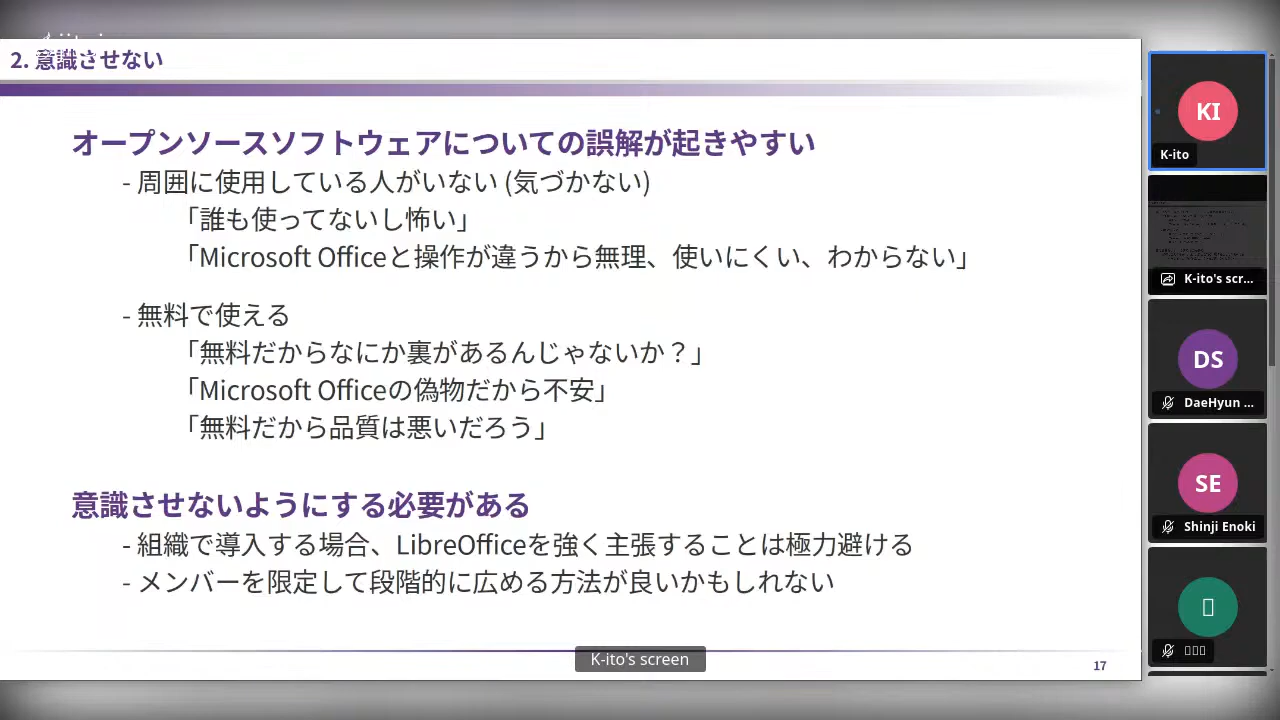 2. 意識させない
オープンソースソフトウェアについての誤解が起きやすい
- 周囲に使用している人がいない (気づかない)
「誰も使ってないし怖い」
「Microsoft Officeと操作が違うから無理、使いにくい、わからない」
- 無料で使える
「無料だからなにか裏があるんじゃないか？」
「Microsoft Officeの偽物だから不安」
「無料だから品質は悪いだろう」
意識させないようにする必要がある
- 組織で導入する場合、LibreOfficeを強く主張することは極力避ける
- メンバーを限定して段階的に広める方法が良いかもしれない
K-ito's screen
17
KI
K-ito
K-ito's scr...
DS
DaeHyun ...
SE
Shinji Enoki